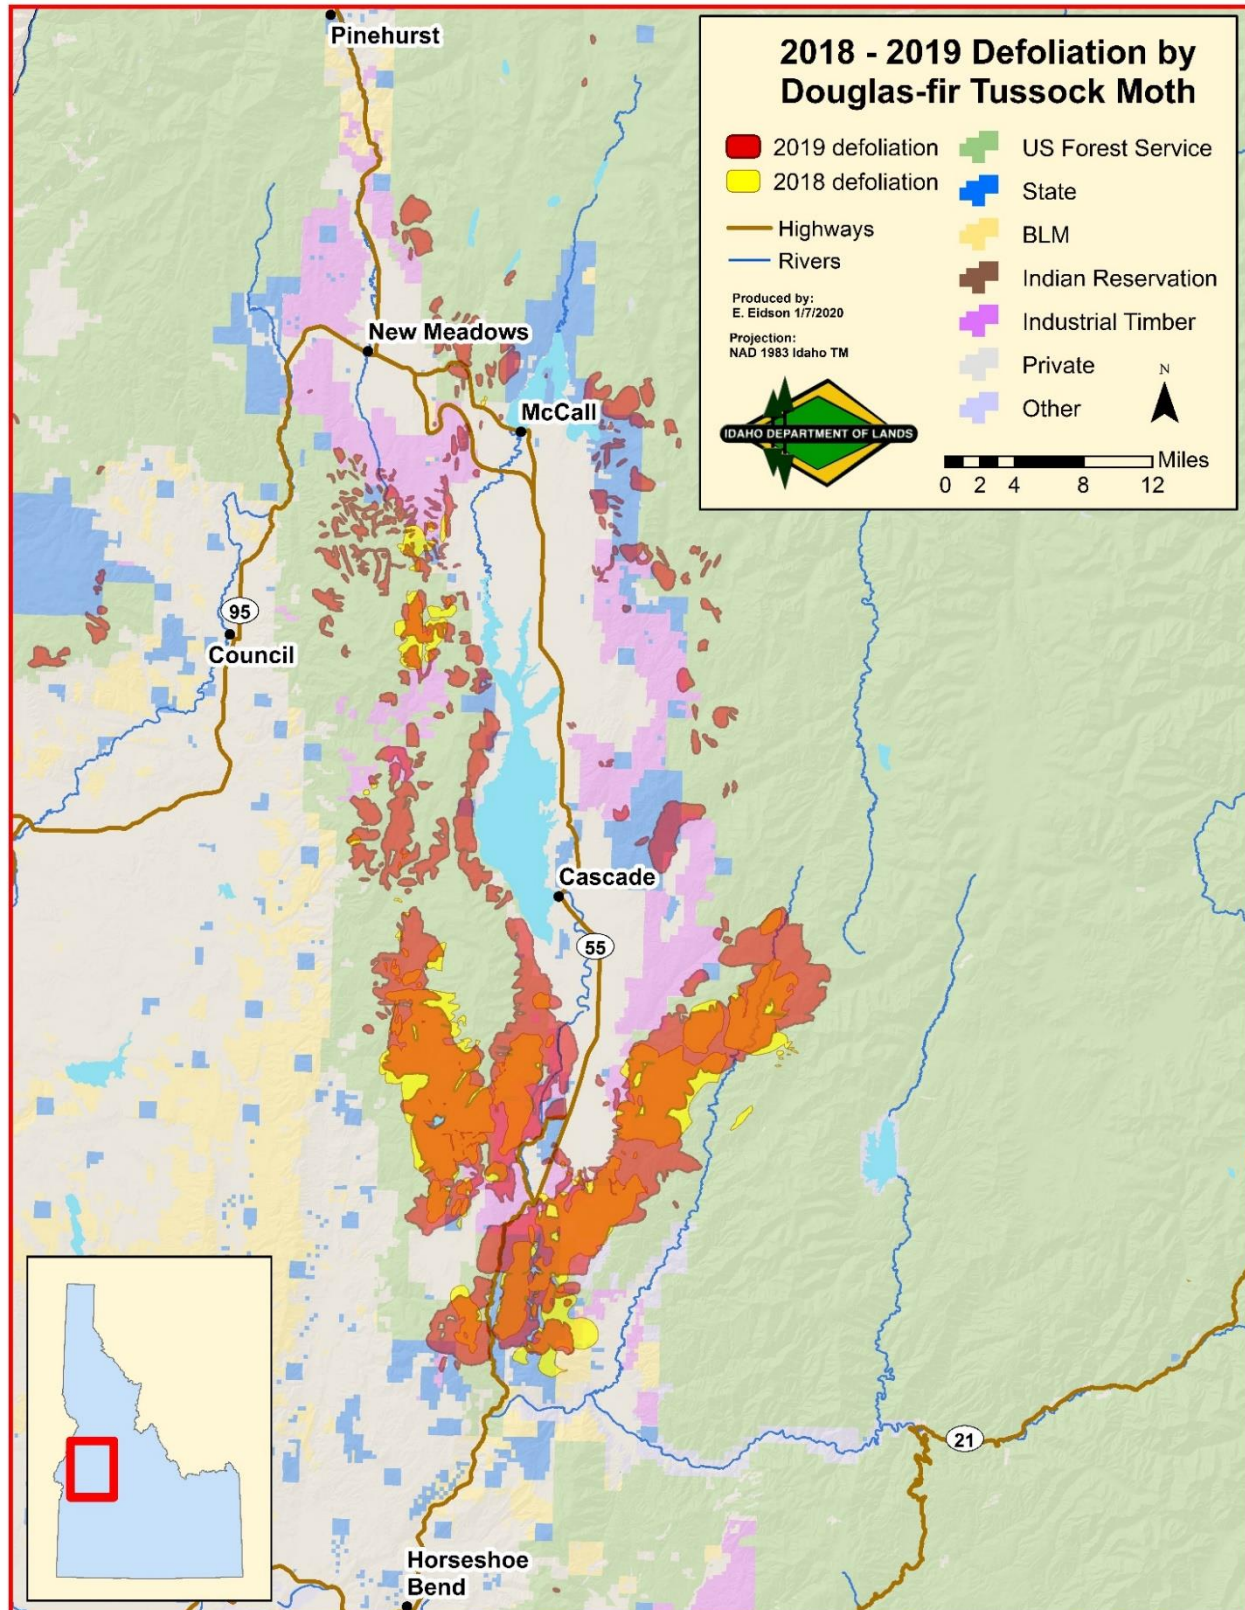 Pinehurst
2018 - 2019 Defoliation by
Douglas-fir Tussock Moth
2019 defoliation
2018 defoliation
Highways
Rivers
Produced by:
E. Eidson 1/7/2020
Projection:
NAD 1983 Idaho TM
IDAHO DEPARTMENT OF LANDS
US Forest Service
State
BLM
Indian Reservation
Industrial Timber
Private
Other
N
Miles
0 2 4 8 12
New Meadows
McCall
95
Council
Cascade
55
21
Horseshoe
Bend